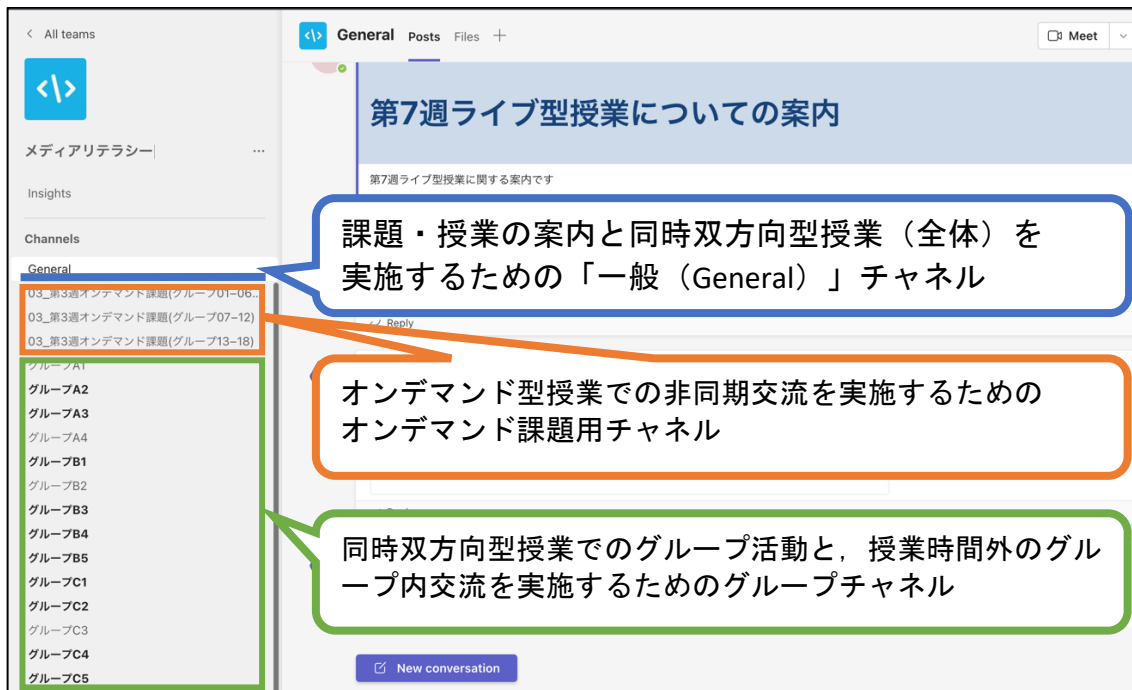 All teams
メディアリテラシー
...
Insights
Channels
General
03_第3週オンデマンド課題(グループ01–06...
03_第3週オンデマンド課題(グループ07–12)
03_第3週オンデマンド課題(グループ13–18)
グループA1
グループA2
グループA3
グループA4
グループB1
グループB2
グループB3
グループB4
グループB5
グループC1
グループC2
グループC3
グループC4
グループC5
General Posts Files +
Meet
第7週ライブ型授業についての案内
第7週ライブ型授業に関する案内です
課題・授業の案内と同時双方向型授業（全体）を
実施するための「一般（General）」チャネル
Reply
オンデマンド型授業での非同期交流を実施するための
オンデマンド課題用チャネル
同時双方向型授業でのグループ活動と，授業時間外のグル
ープ内交流を実施するためのグループチャネル
New conversation